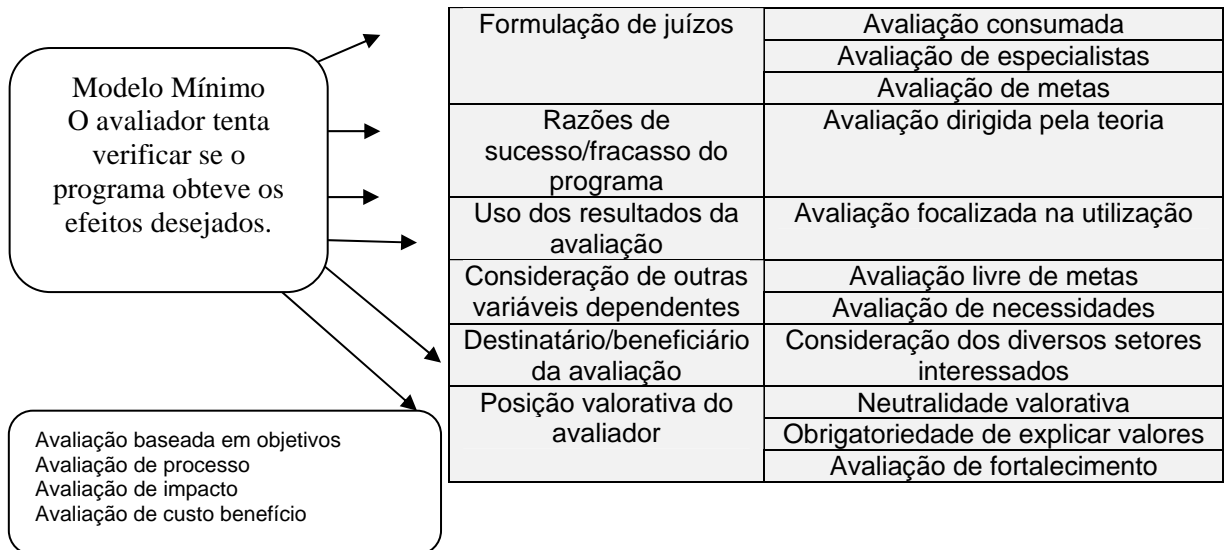 Modelo Mínimo
O avaliador tenta
verificar se o
programa obteve os
efeitos desejados.
Avaliação baseada em objetivos
Avaliação de processo
Avaliação de impacto
Avaliação de custo benefício
Formulação de juízos
Avaliação consumada
Avaliação de especialistas
Avaliação de metas
Razões de
sucesso/fracasso do
programa
Avaliação dirigida pela teoria
Uso dos resultados da
avaliação
Avaliação focalizada na utilização
Consideração de outras
variáveis dependentes
Avaliação livre de metas
Avaliação de necessidades
Destinatário/beneficiário
da avaliação
Consideração dos diversos setores
interessados
Posição valorativa do
avaliador
Neutralidade valorativa
Obrigatoriedade de explicar valores
Avaliação de fortalecimento